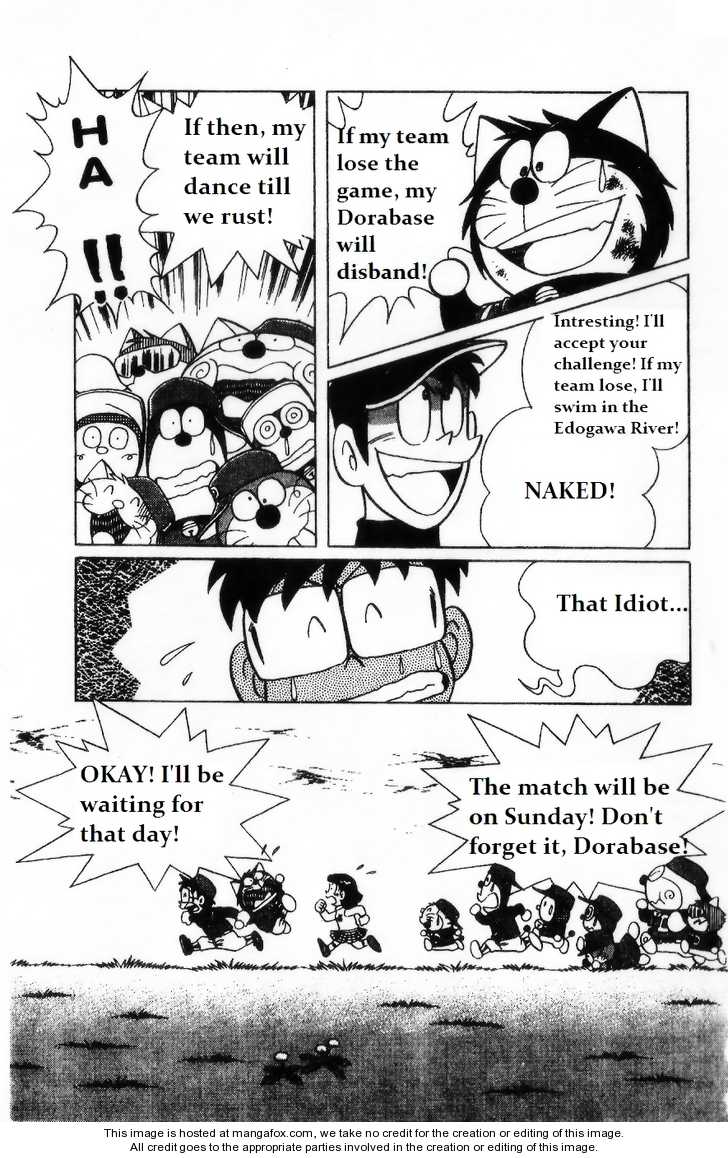 If my team
lose the
game, my
Dorabase
will
disband!
Intresting! I'll
accept your
challenge! If my
team lose, I'll
swim in the
Edogawa River!
NAKED!
If then, my
team will
dance till
we rust!
HA!!
That Idiot...
The match will be
on Sunday! Don't
forget it, Dorabase!
OKAY! I'll be
waiting for
that day!
This image is hosted at mangafox.com, we take no credit for the creation or editing of this image.
All credit goes to the appropriate parties involved in the creation or editing of this image.